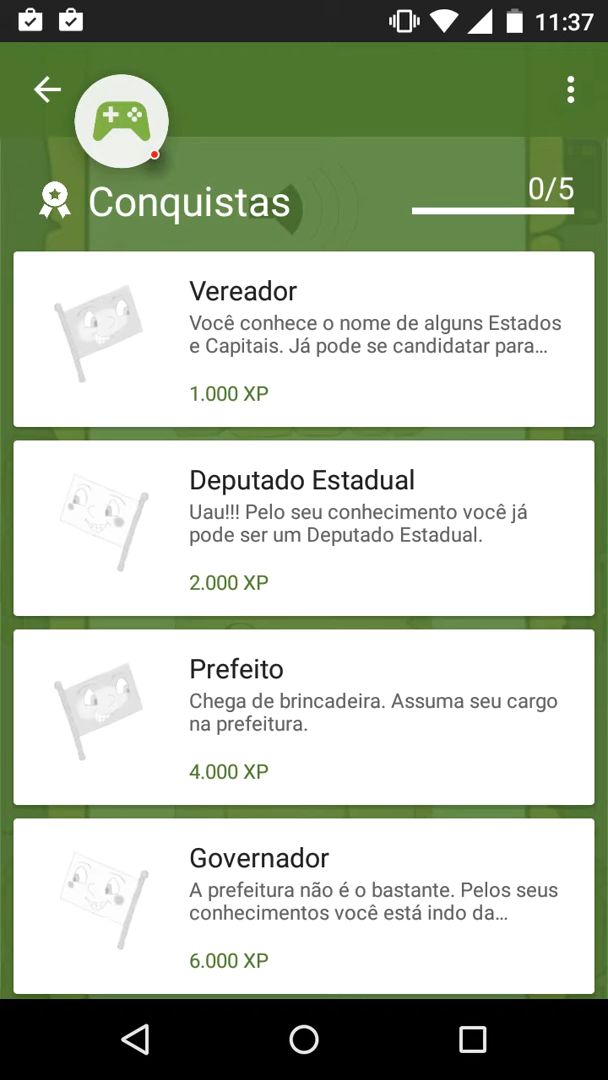 11:37
0/5
Conquistas
Vereador
Você conhece o nome de alguns Estados
e Capitais. Já pode se candidatar para...
1.000 XP
Deputado Estadual
Uau!!! Pelo seu conhecimento você já
pode ser um Deputado Estadual.
2.000 XP
Prefeito
Chega de brincadeira. Assuma seu cargo
na prefeitura.
4.000 XP
Governador
A prefeitura não é o bastante. Pelos seus
conhecimentos você está indo da...
6.000 XP